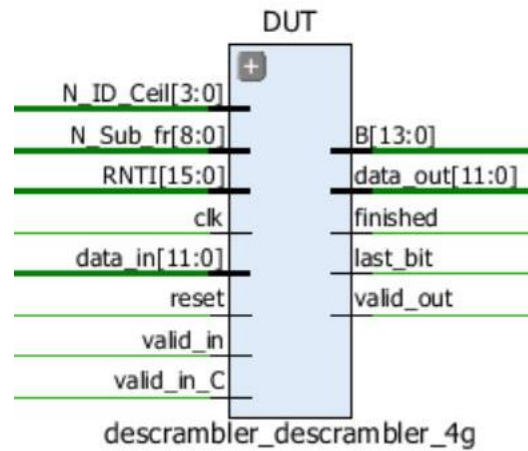 DUT
+
N_ID_Ceil[3:0]
N_Sub_fr[8:0]
B[13:0]
RNTI[15:0]
data_out[11:0]
clk
finished
data_in[11:0]
last_bit
reset
valid_out
valid_in
valid_in_C
descrambler_descrambler_4g